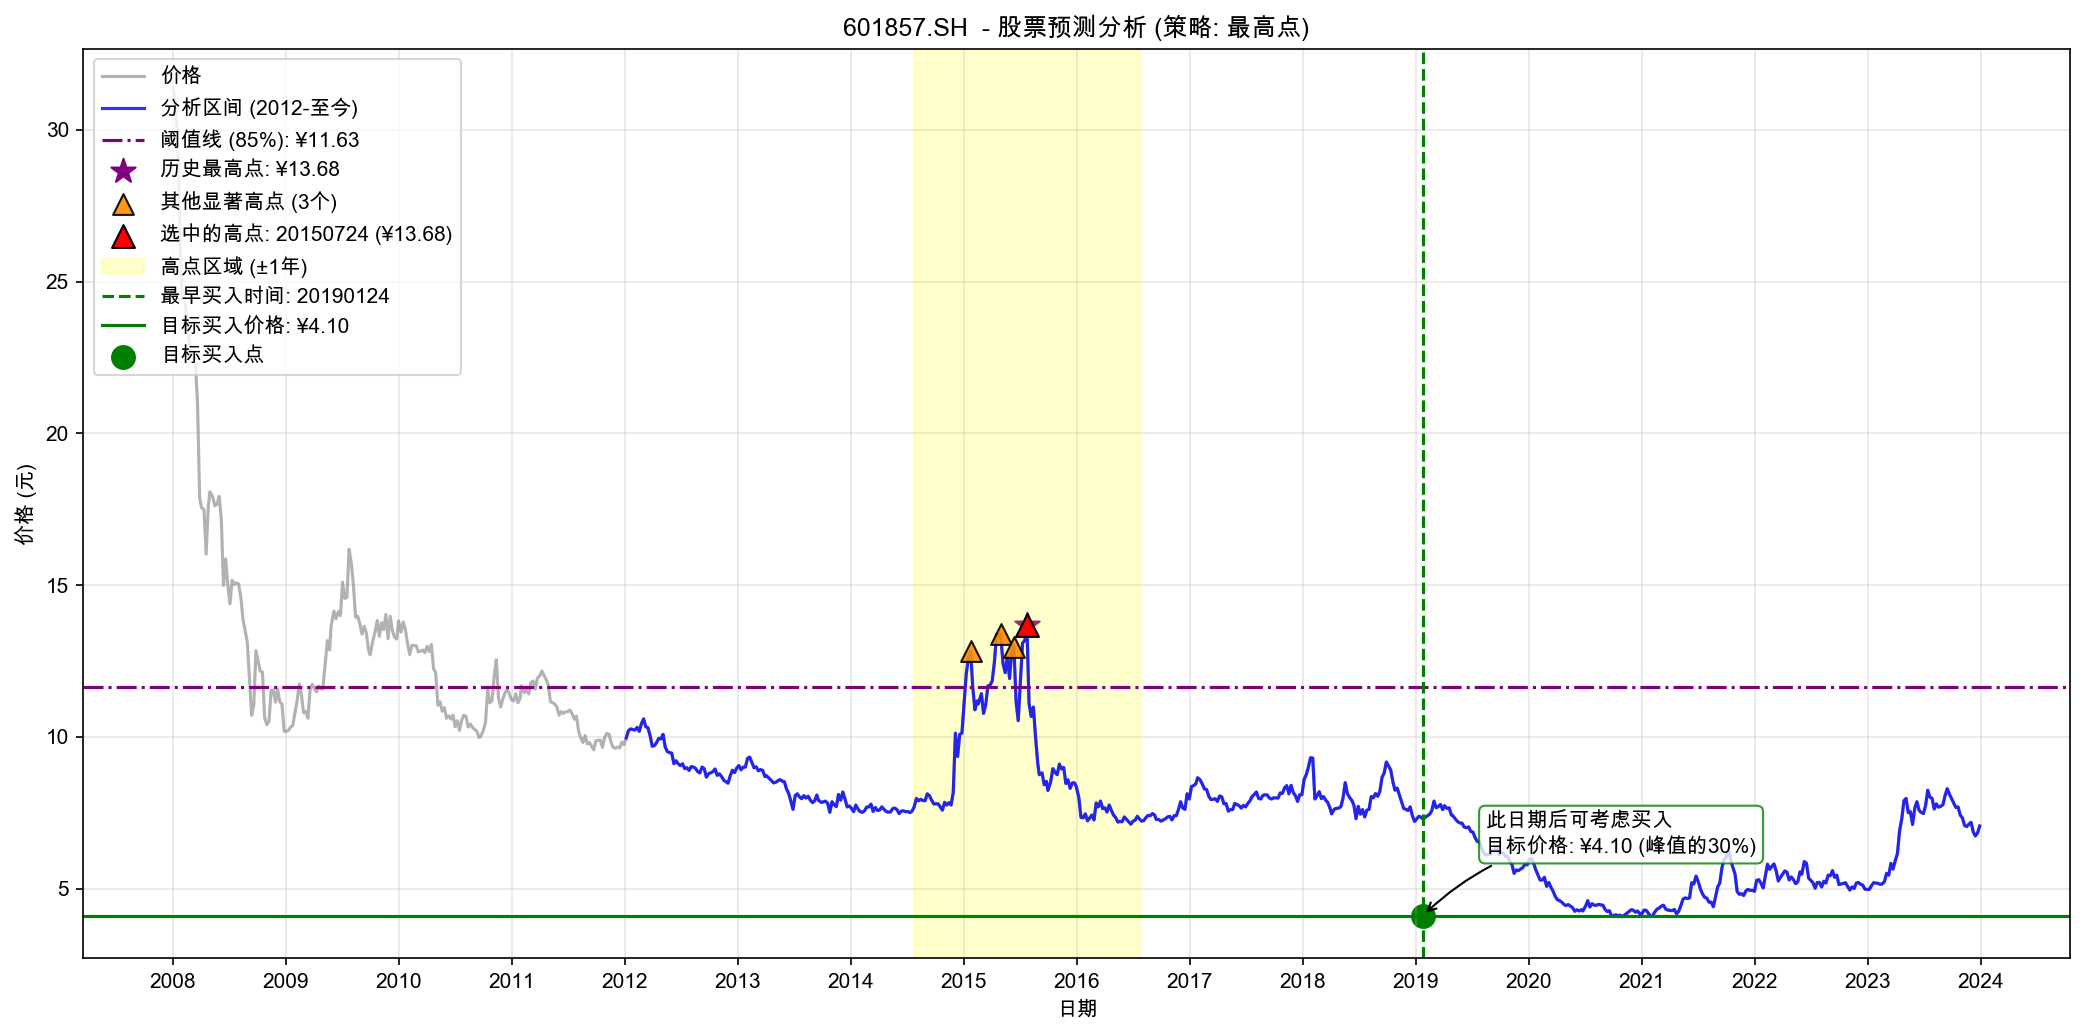 601857.SH - 股票预测分析 (策略: 最高点)
价格
分析区间 (2012-至今)
阈值线 (85%): ¥11.63
历史最高点: ¥13.68
其他显著高点 (3个)
选中的高点: 20150724 (¥13.68)
高点区域 (±1年)
最早买入时间: 20190124
目标买入价格: ¥4.10
目标买入点
价格 (元)
30
25
20
15
10
5
此日期后可考虑买入
目标价格: ¥4.10 (峰值的30%)
2008 2009 2010 2011 2012 2013 2014 2015 2016 2017 2018 2019 2020 2021 2022 2023 2024
日期